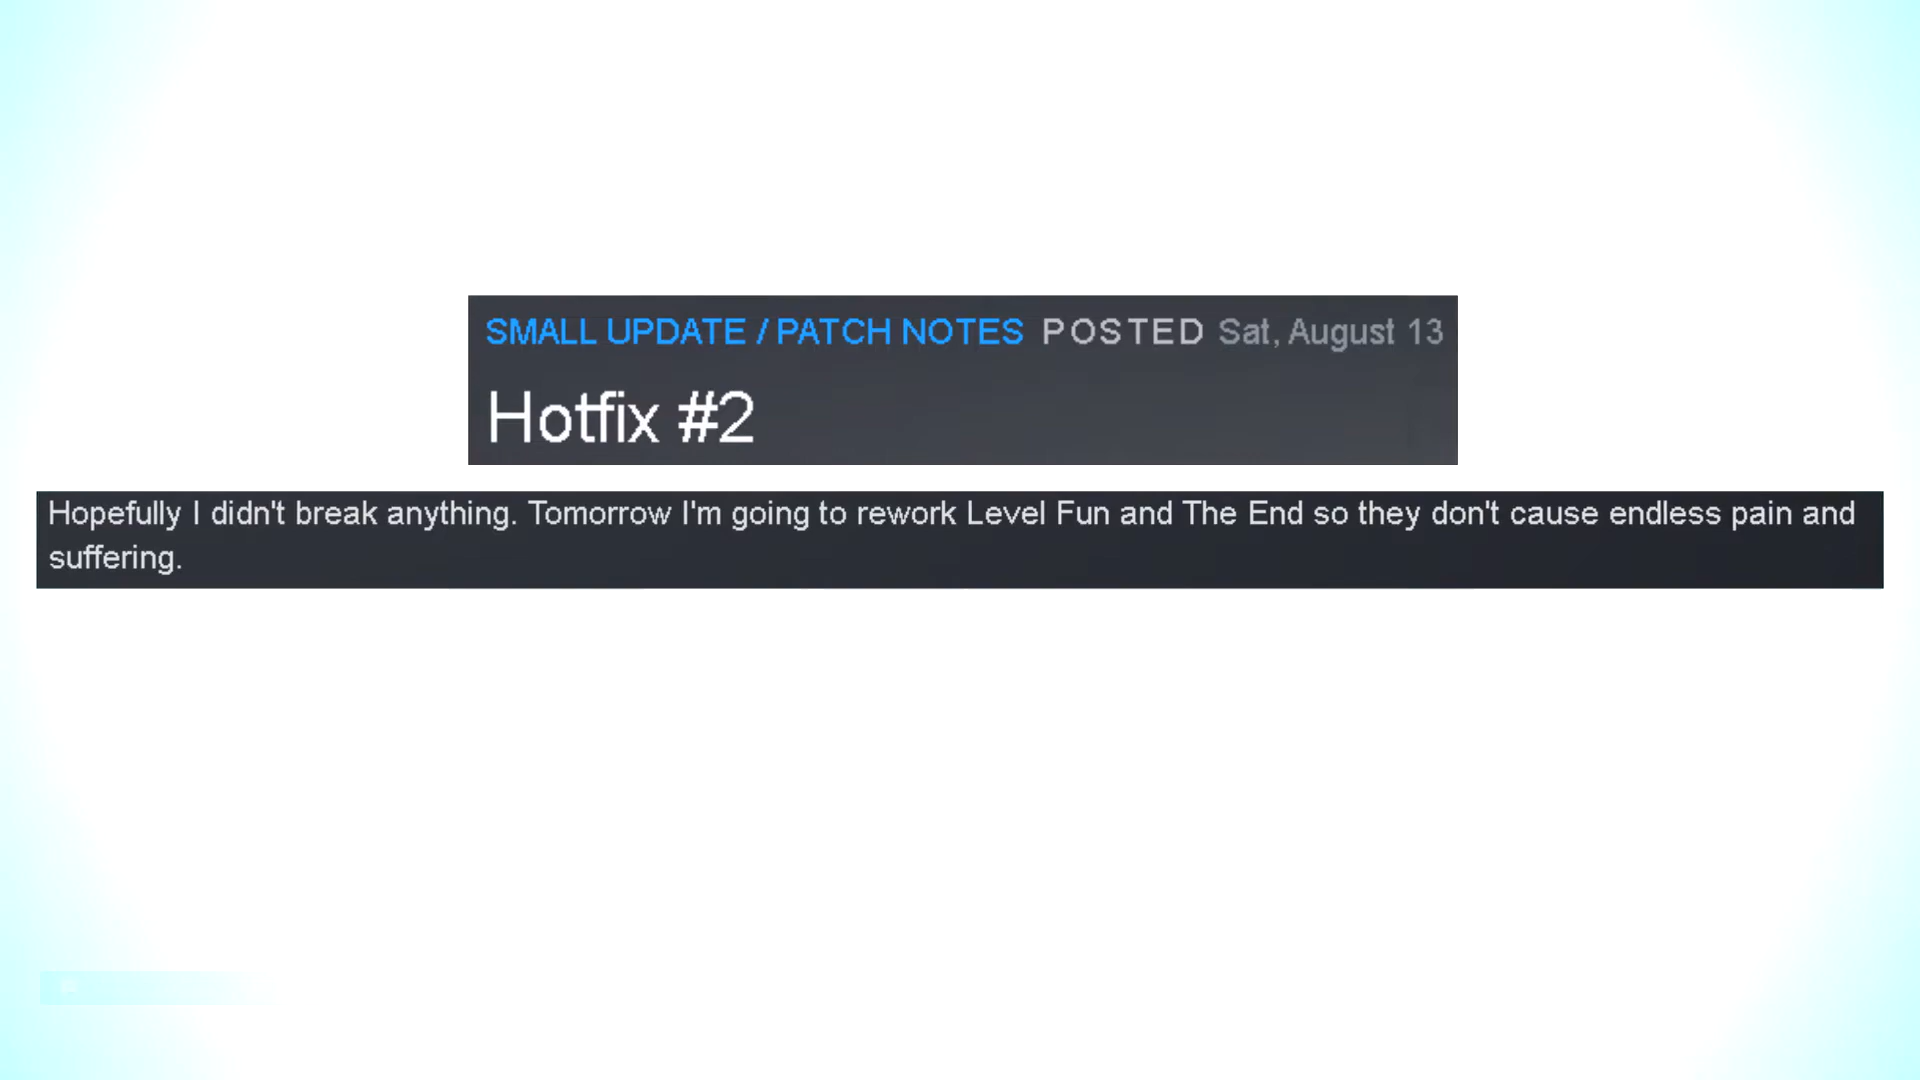 SMALL UPDATE / PATCH NOTES POSTED Sat, August 13
Hotfix #2
Hopefully I didn't break anything. Tomorrow I'm going to rework Level Fun and The End so they don't cause endless pain and
suffering.